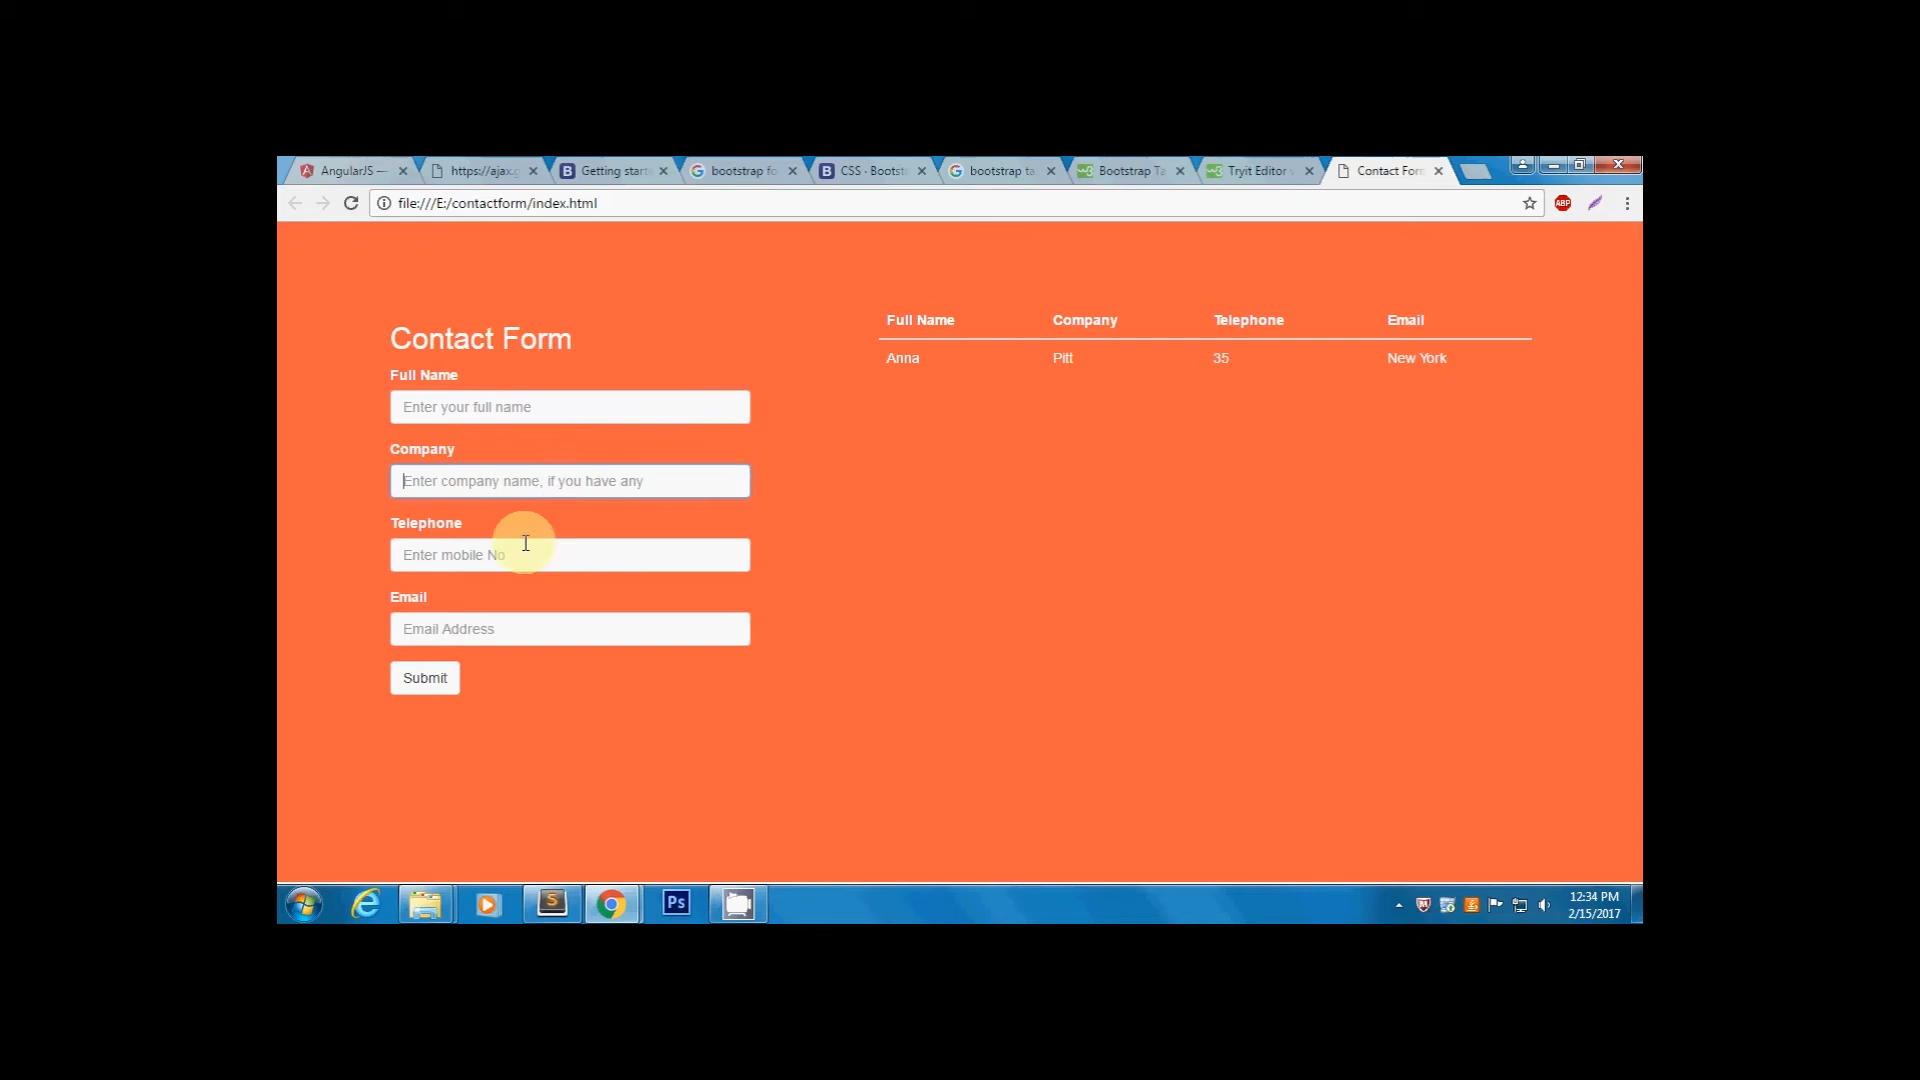 AngularJS —
https://ajax.g
Getting start
bootstrap fo
CSS · Bootst
bootstrap ta
Bootstrap Ta
Tryit Editor v
Contact For
file:///E:/contactform/index.html
ABP
Contact Form
Full Name
Enter your full name
Company
Enter company name, if you have any
Telephone
Enter mobile No
Email
Email Address
Submit
Full Name Company Telephone Email
Anna Pitt 35 New York
S
Ps
12:34 PM
2/15/2017